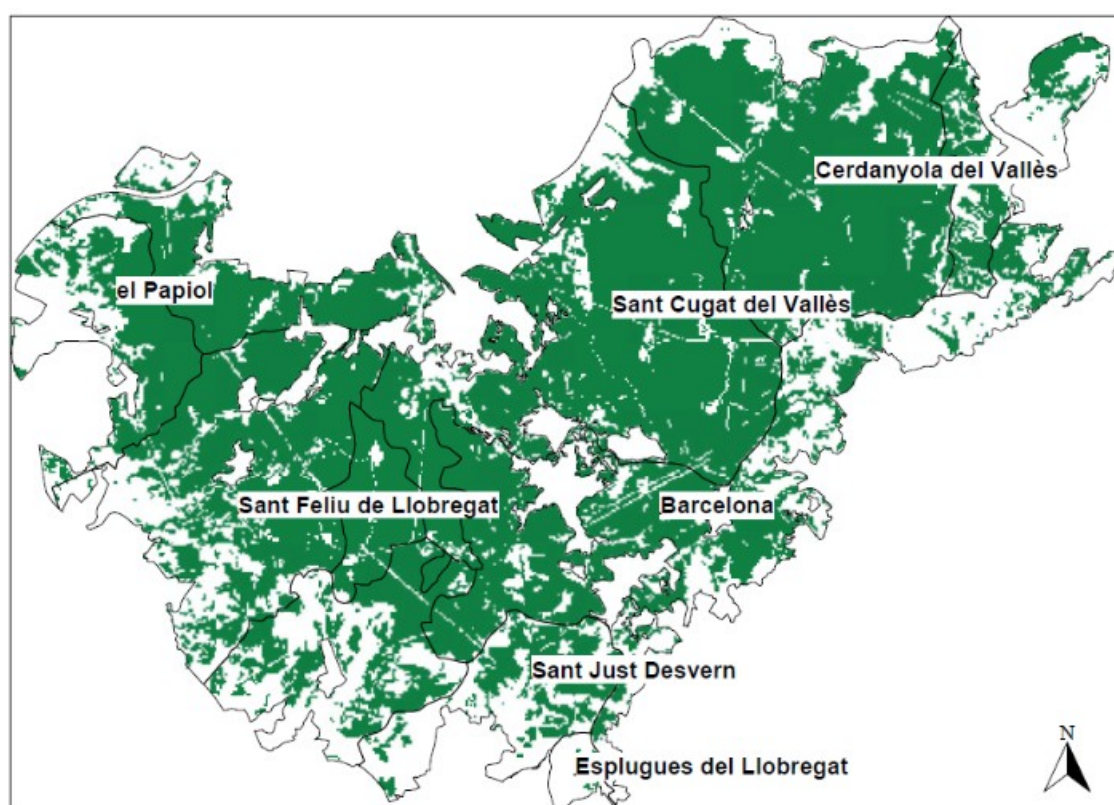 Cerdanyola del Vallès
el Papiol
Sant Cugat del Vallès
Sant Feliu de Llobregat
Barcelona
Sant Just Desvern
N
Esplugues del Llobregat